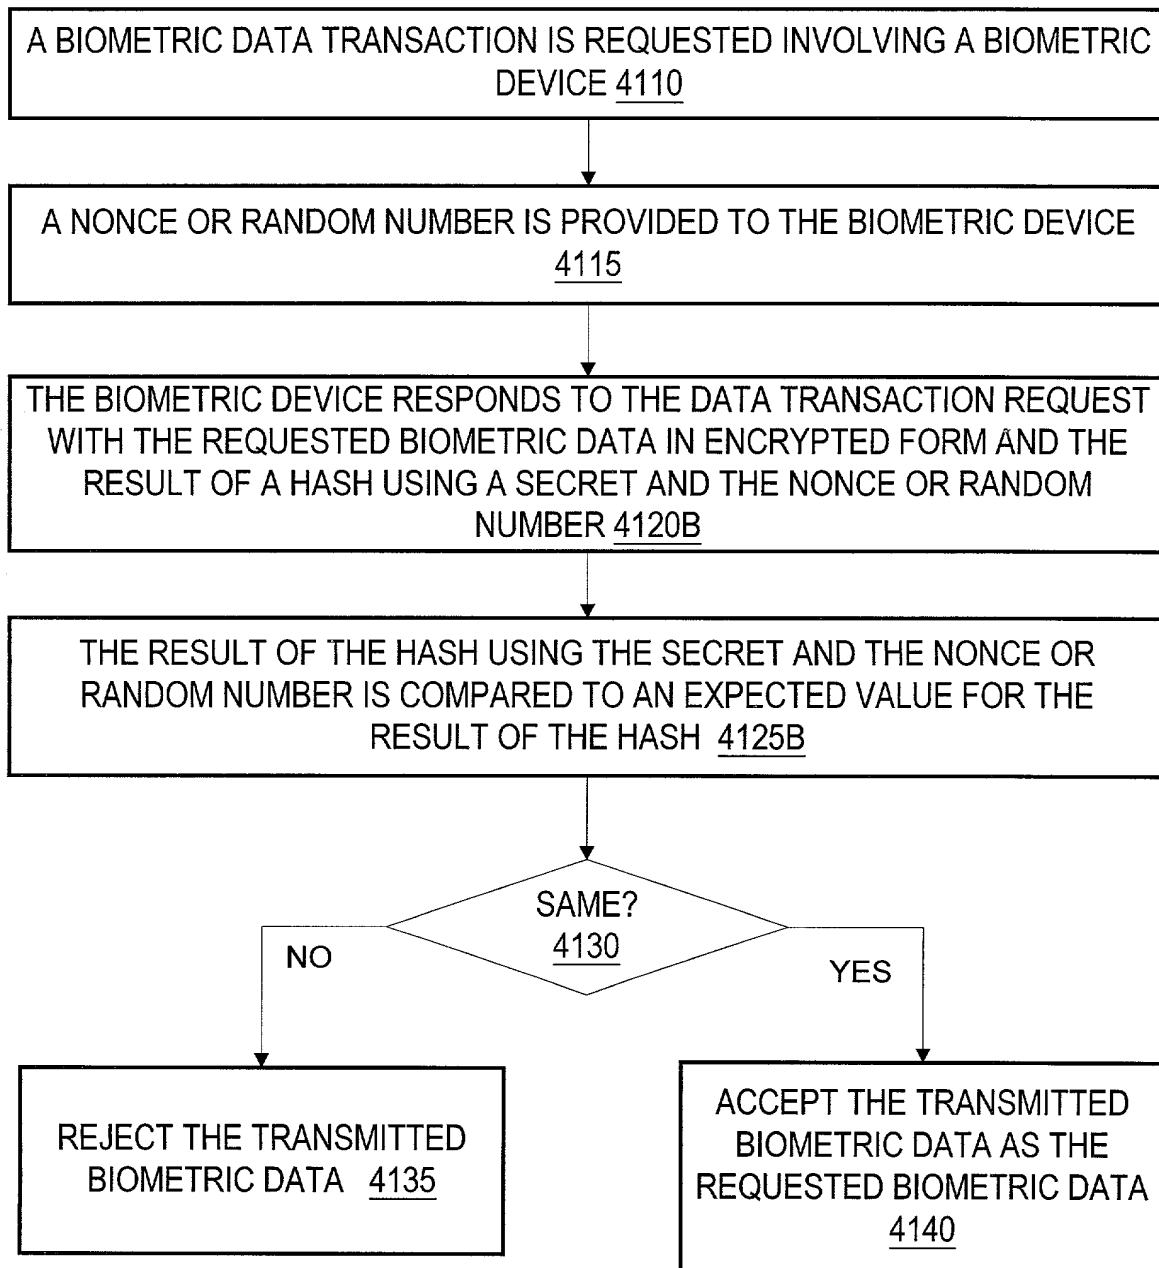 A BIOMETRIC DATA TRANSACTION IS REQUESTED INVOLVING A BIOMETRIC
DEVICE 4110
A NONCE OR RANDOM NUMBER IS PROVIDED TO THE BIOMETRIC DEVICE
4115
THE BIOMETRIC DEVICE RESPONDS TO THE DATA TRANSACTION REQUEST
WITH THE REQUESTED BIOMETRIC DATA IN ENCRYPTED FORM AND THE
RESULT OF A HASH USING A SECRET AND THE NONCE OR RANDOM
NUMBER 4120B
THE RESULT OF THE HASH USING THE SECRET AND THE NONCE OR
RANDOM NUMBER IS COMPARED TO AN EXPECTED VALUE FOR THE
RESULT OF THE HASH 4125B
SAME?
4130
NO
YES
REJECT THE TRANSMITTED
BIOMETRIC DATA 4135
ACCEPT THE TRANSMITTED
BIOMETRIC DATA AS THE
REQUESTED BIOMETRIC DATA
4140